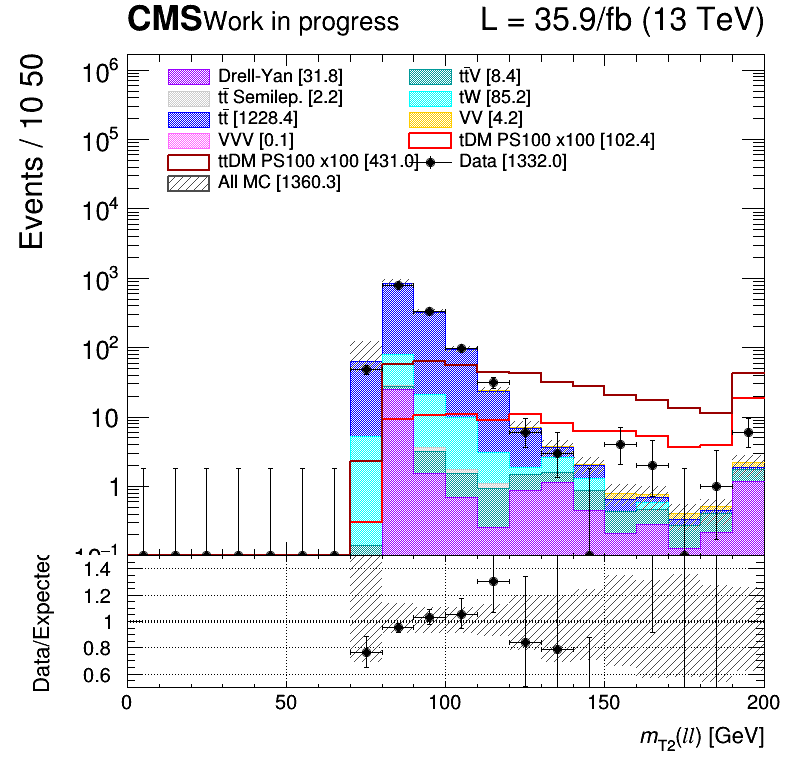 CMS Work in progress L = 35.9/fb (13 TeV)
Events / 10 50
10⁶
10⁵
10⁴
10³
10²
10
1
10⁻¹
Drell-Yan [31.8]
tt̄ Semilep. [2.2]
tt̄ [1228.4]
VVV [0.1]
ttDM PS100 x100 [431.0]
All MC [1360.3]
tt̄V [8.4]
tW [85.2]
VV [4.2]
tDM PS100 x100 [102.4]
Data [1332.0]
Data/Expected
1.4
1.2
1
0.8
0.6
0 50 100 150 200
m_T2(ll) [GeV]